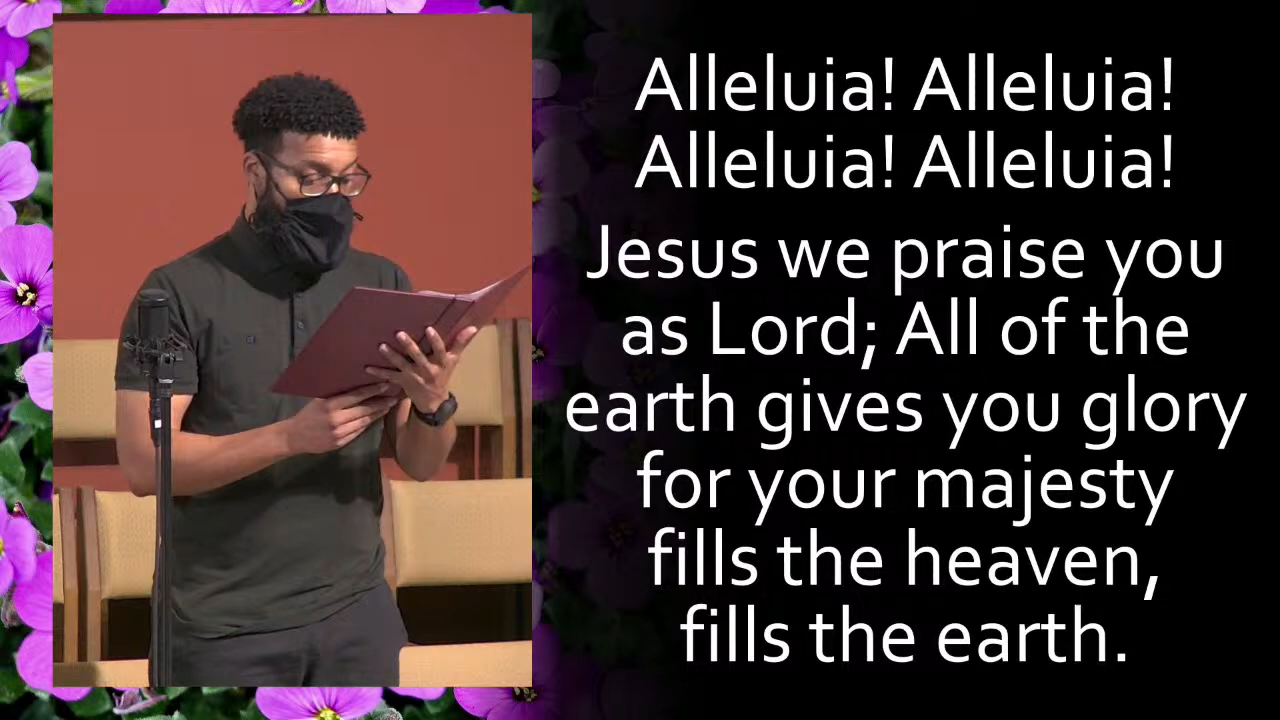 Alleluia! Alleluia!
Alleluia! Alleluia!
Jesus we praise you
as Lord; All of the
earth gives you glory
for your majesty
fills the heaven,
fills the earth.